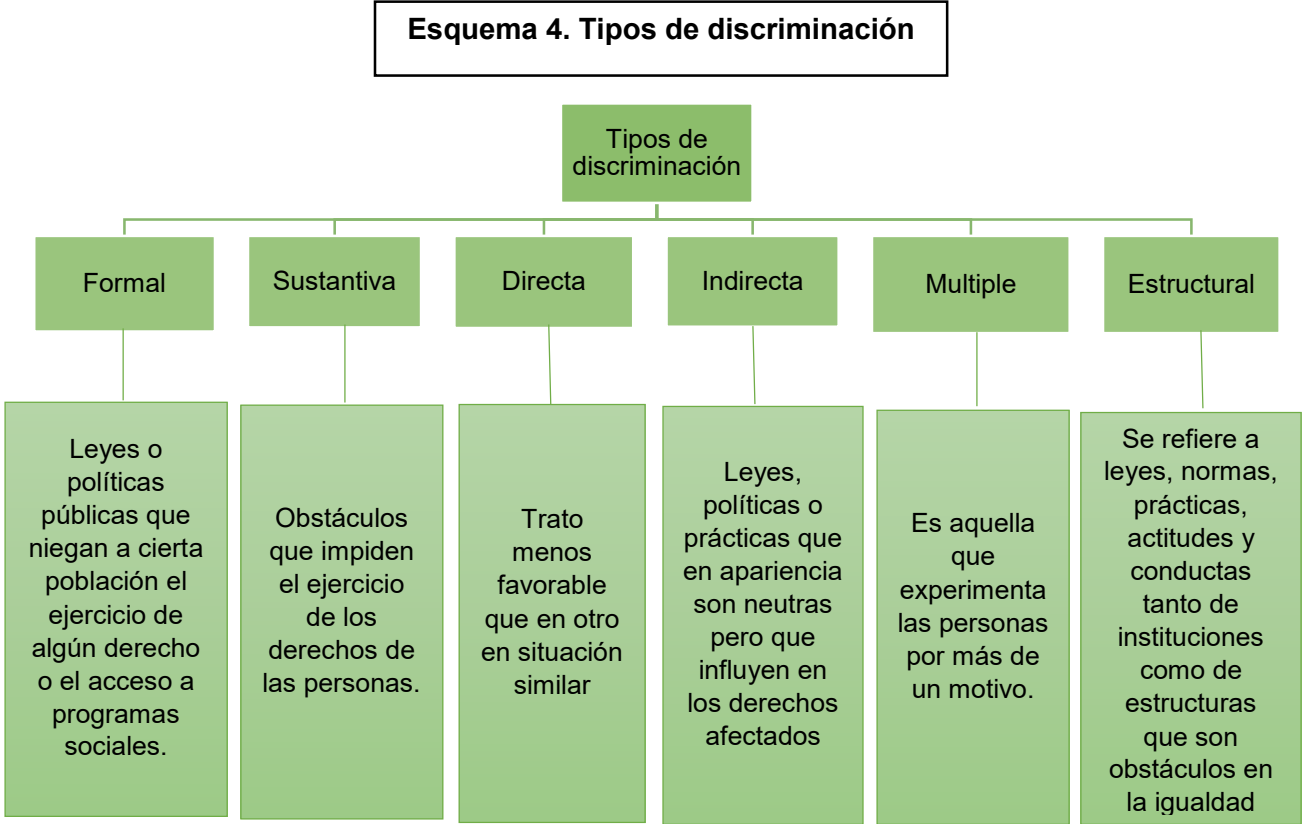 Esquema 4. Tipos de discriminación
Tipos de
discriminación
Formal
Leyes o
políticas
públicas que
niegan a cierta
población el
ejercicio de
algún derecho
o el acceso a
programas
sociales.
Sustantiva
Obstáculos
que impiden
el ejercicio
de los
derechos de
las personas.
Directa
Trato
menos
favorable
que en otro
en situación
similar
Indirecta
Leyes,
políticas o
prácticas que
en apariencia
son neutras
pero que
influyen en
los derechos
afectados
Multiple
Es aquella
que
experimenta
las personas
por más de
un motivo.
Estructural
Se refiere a
leyes, normas,
prácticas,
actitudes y
conductas
tanto de
instituciones
como de
estructuras
que son
obstáculos en
la igualdad